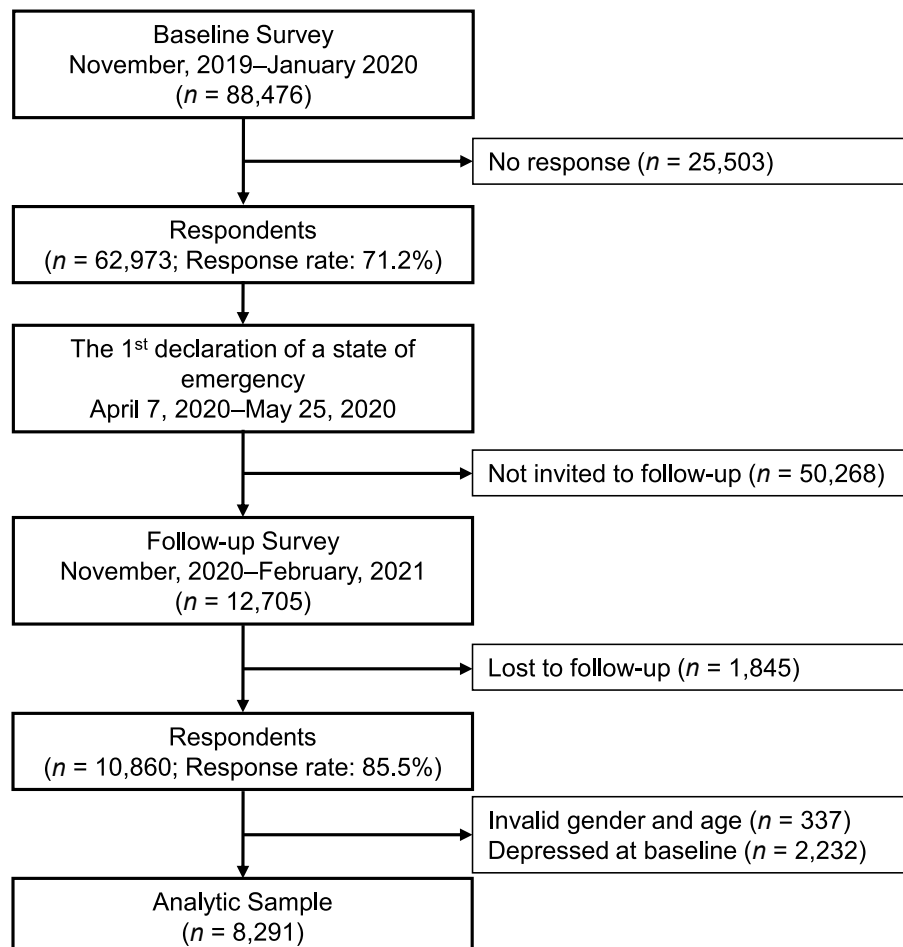 Baseline Survey
November, 2019–January 2020
(n = 88,476)
No response (n = 25,503)
Respondents
(n = 62,973; Response rate: 71.2%)
The 1st declaration of a state of
emergency
April 7, 2020–May 25, 2020
Not invited to follow-up (n = 50,268)
Follow-up Survey
November, 2020–February, 2021
(n = 12,705)
Lost to follow-up (n = 1,845)
Respondents
(n = 10,860; Response rate: 85.5%)
Invalid gender and age (n = 337)
Depressed at baseline (n = 2,232)
Analytic Sample
(n = 8,291)